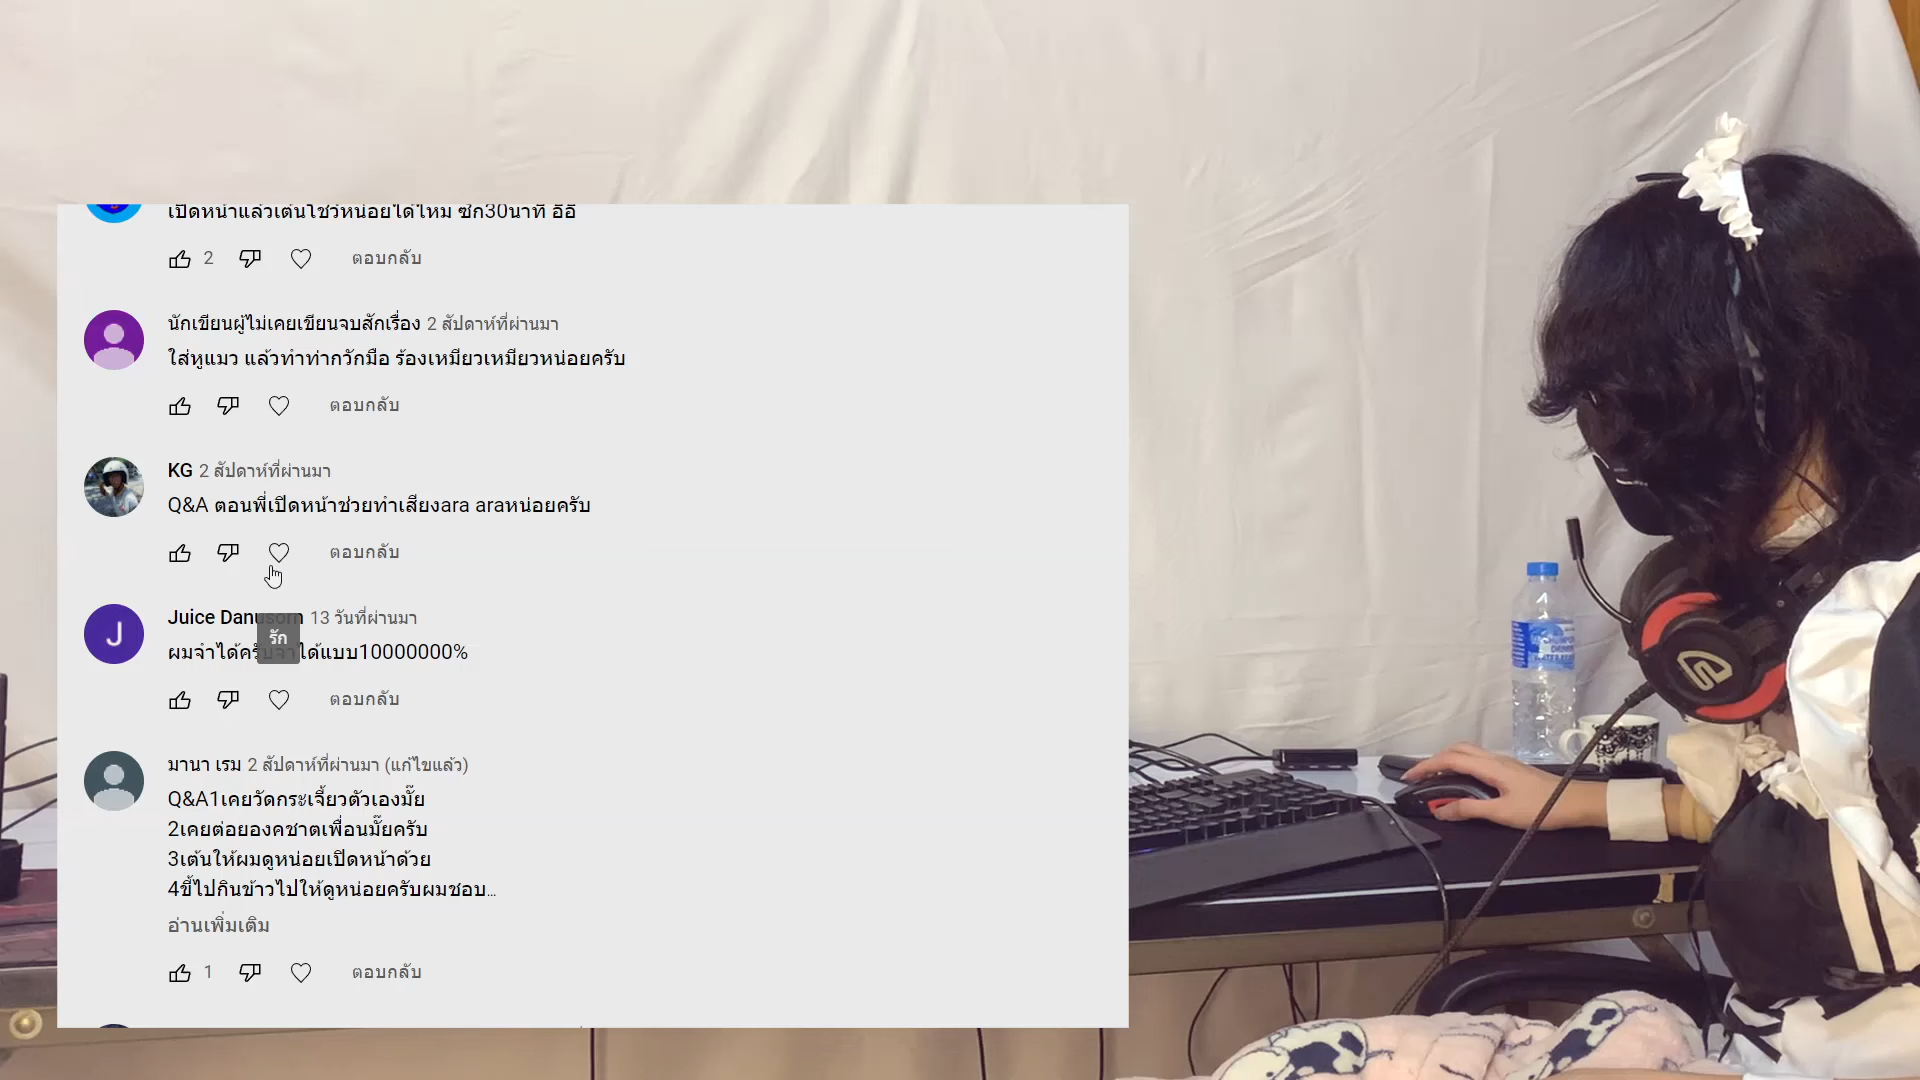 เปิดหน้าแล้วเต้นโชว์หน่อยได้ไหม ซัก30นาที อิอิ
2
ตอบกลับ
นักเขียนผู้ไม่เคยเขียนจบสักเรื่อง 2 สัปดาห์ที่ผ่านมา
ใส่หูแมว แล้วทำท่ากวักมือ ร้องเหมียวเหมียวหน่อยครับ
ตอบกลับ
KG 2 สัปดาห์ที่ผ่านมา
Q&A ตอนพี่เปิดหน้าช่วยทำเสียงara araหน่อยครับ
ตอบกลับ
J
Juice Danusorn 13 วันที่ผ่านมา
รัก
ผมจำได้ครับจำได้แบบ10000000%
ตอบกลับ
มานา เรม 2 สัปดาห์ที่ผ่านมา (แก้ไขแล้ว)
Q&A1เคยวัดกระเจี้ยวตัวเองมั๊ย
2เคยต่อยองคชาตเพื่อนมั๊ยครับ
3เต้นให้ผมดูหน่อยเปิดหน้าด้วย
4ขี้ไปกินข้าวไปให้ดูหน่อยครับผมชอบ...
อ่านเพิ่มเติม
1
ตอบกลับ